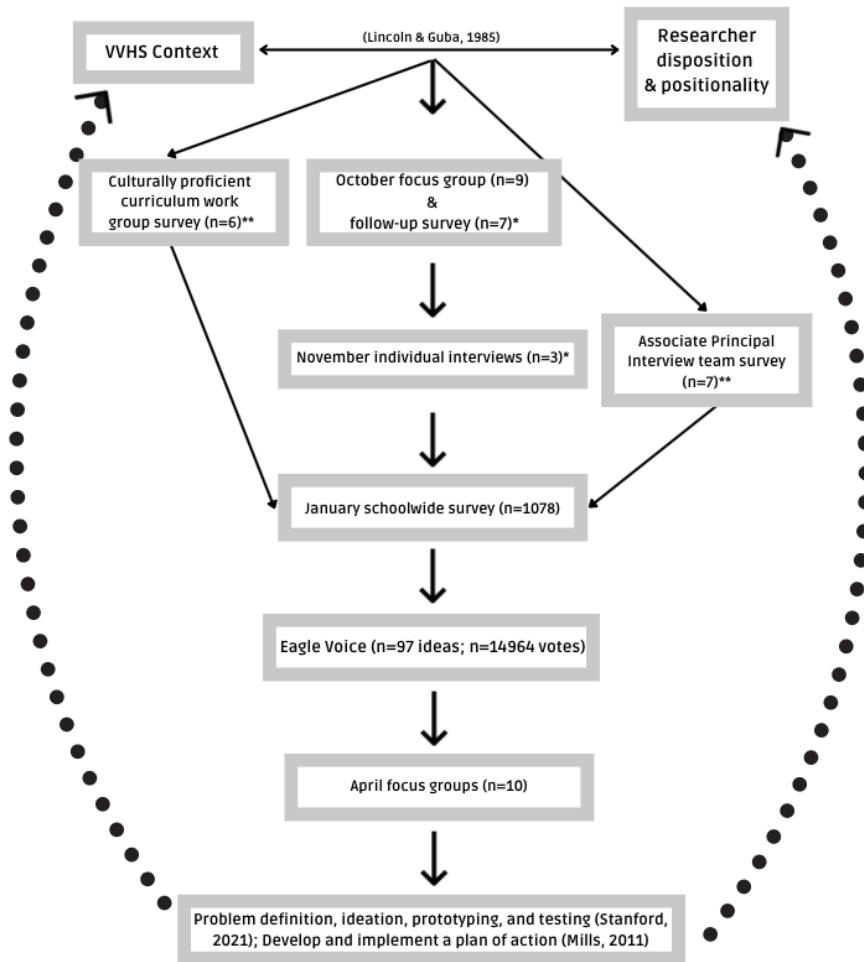 VVHS Context
(Lincoln & Guba, 1985)
Researcher
disposition
& positionality
Culturally proficient
curriculum work
group survey (n=6)**
October focus group (n=9)
&
follow-up survey (n=7)*
November individual interviews (n=3)*
Associate Principal
Interview team survey
(n=7)**
January schoolwide survey (n=1078)
Eagle Voice (n=97 ideas; n=14964 votes)
April focus groups (n=10)
Problem definition, ideation, prototyping, and testing (Stanford,
2021); Develop and implement a plan of action (Mills, 2011)